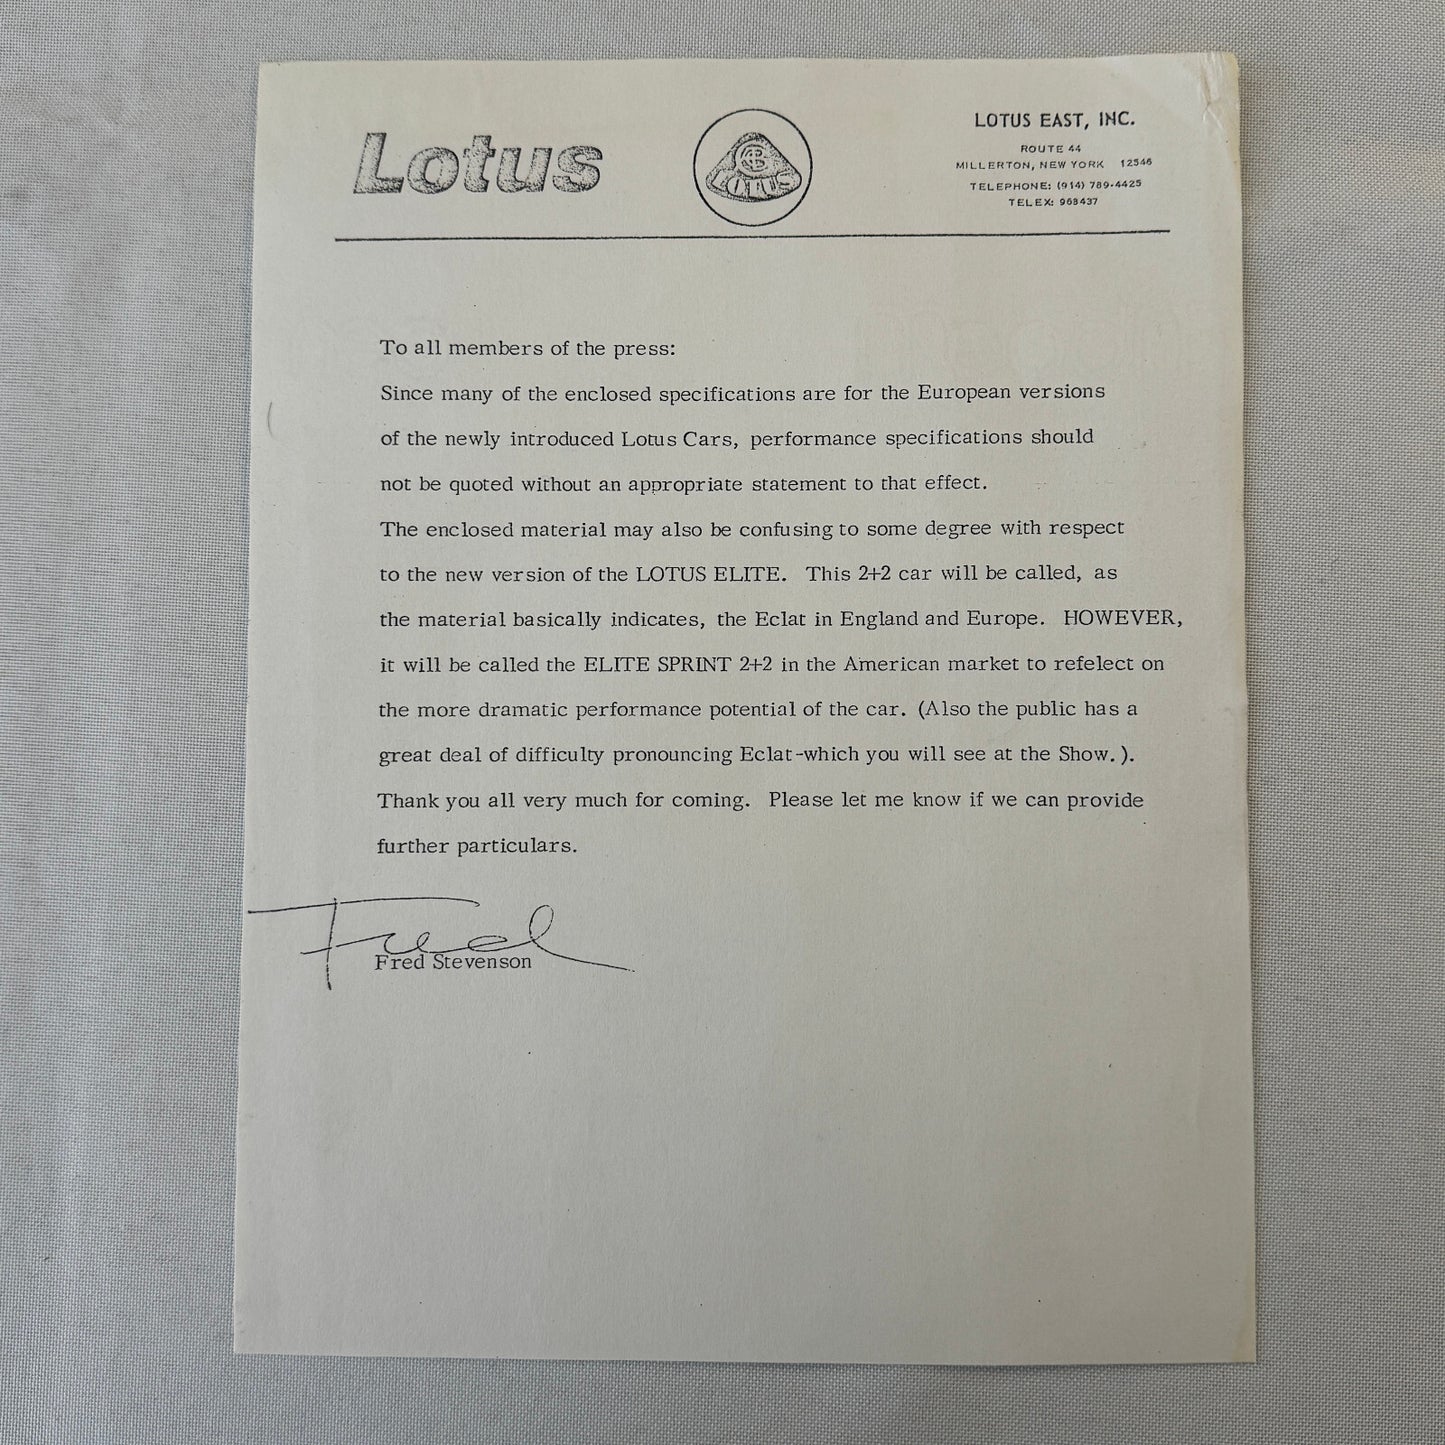 Lotus
LOTUS
LOTUS EAST, INC.
ROUTE 44
MILLERTON, NEW YORK 12546
TELEPHONE: (914) 789-4425
TELEX: 968437
To all members of the press:
Since many of the enclosed specifications are for the European versions
of the newly introduced Lotus Cars, performance specifications should
not be quoted without an appropriate statement to that effect.
The enclosed material may also be confusing to some degree with respect
to the new version of the LOTUS ELITE. This 2+2 car will be called, as
the material basically indicates, the Eclat in England and Europe. HOWEVER,
it will be called the ELITE SPRINT 2+2 in the American market to refelect on
the more dramatic performance potential of the car. (Also the public has a
great deal of difficulty pronouncing Eclat-which you will see at the Show.).
Thank you all very much for coming. Please let me know if we can provide
further particulars.
Fred
Fred Stevenson